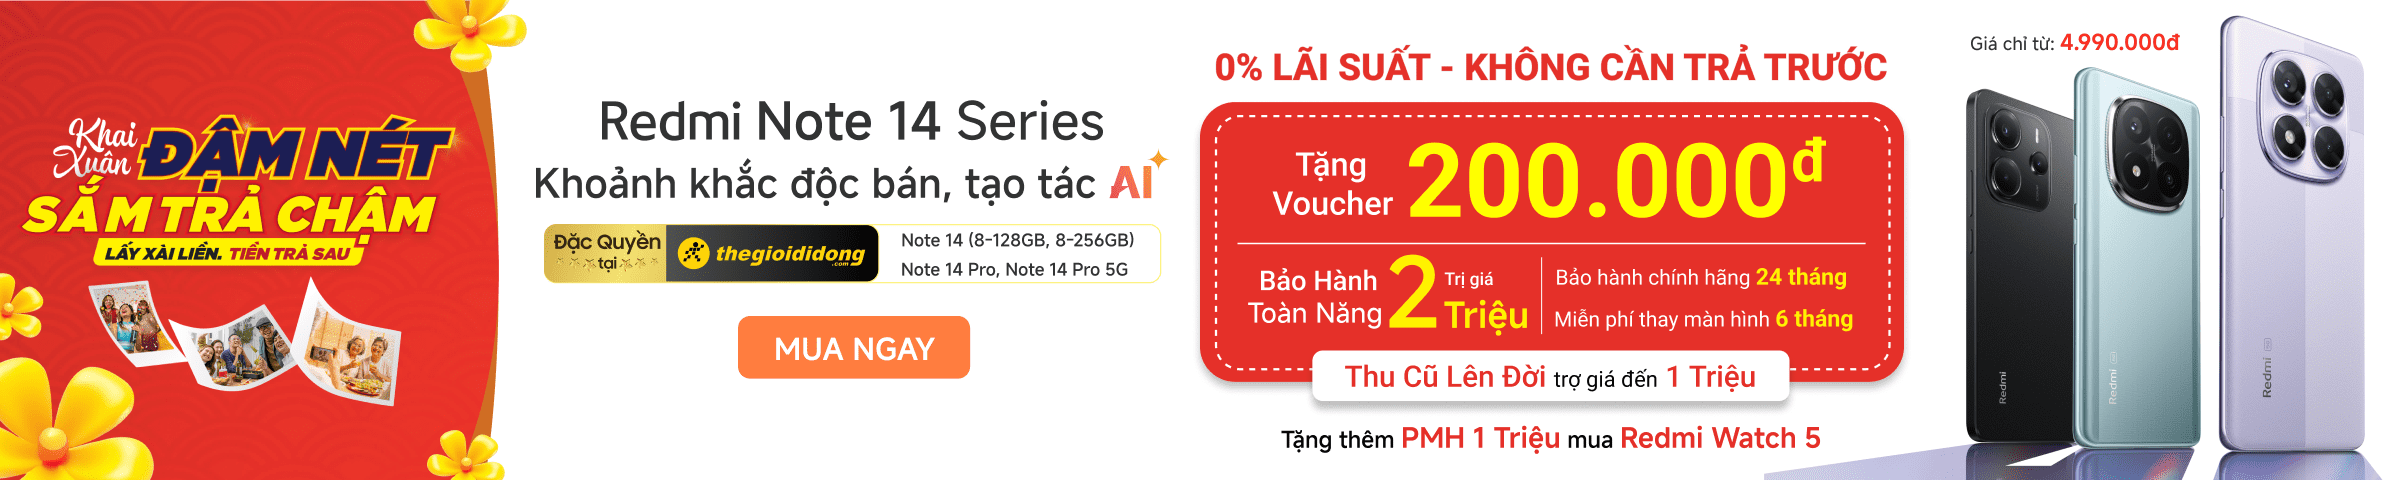 Khai Xuân ĐẬM NÉT
SẮM TRẢ CHẬM
LẤY XÀI LIỀN. TIỀN TRẢ SAU
Redmi Note 14 Series
Khoảnh khắc độc bán, tạo tác AI
Đặc Quyền tại
thegioididong.com
Note 14 (8-128GB, 8-256GB)
Note 14 Pro, Note 14 Pro 5G
MUA NGAY
0% LÃI SUẤT - KHÔNG CẦN TRẢ TRƯỚC
Tặng Voucher 200.000đ
Bảo Hành Toàn Năng Trị giá 2 Triệu
Bảo hành chính hãng 24 tháng
Miễn phí thay màn hình 6 tháng
Thu Cũ Lên Đời trợ giá đến 1 Triệu
Tặng thêm PMH 1 Triệu mua Redmi Watch 5
Giá chỉ từ: 4.990.000đ
Redmi
Redmi
Redmi